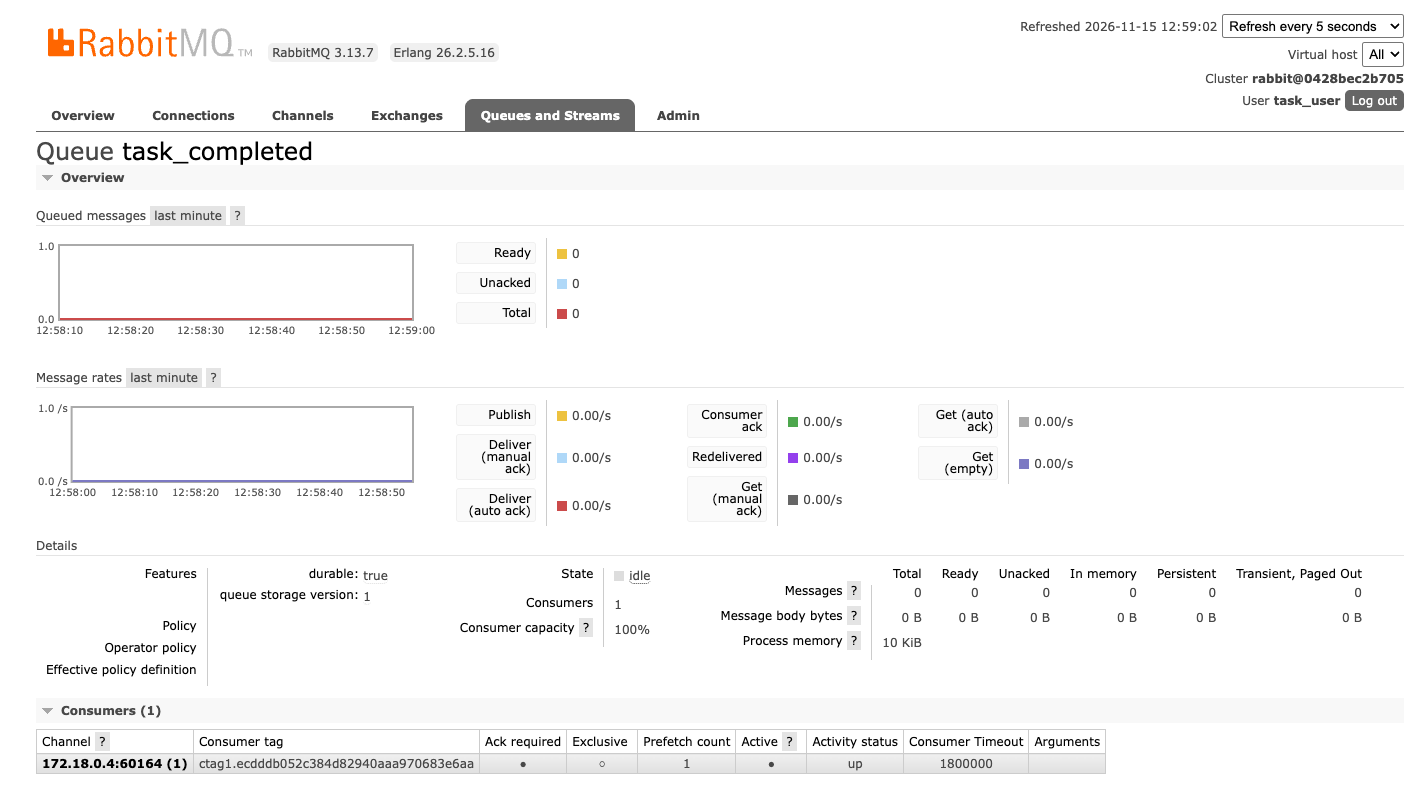 RabbitMQ TM RabbitMQ 3.13.7 Erlang 26.2.5.16
Refreshed 2026-11-15 12:59:02 Refresh every 5 seconds
Virtual host All
Cluster rabbit@0428bec2b705
User task_user Log out
Overview Connections Channels Exchanges Queues and Streams Admin
Queue task_completed
Overview
Queued messages last minute ?
1.0
0.0
12:58:10 12:58:20 12:58:30 12:58:40 12:58:50 12:59:00
Ready 0
Unacked 0
Total 0
Message rates last minute ?
1.0 /s
0.0 /s
12:58:00 12:58:10 12:58:20 12:58:30 12:58:40 12:58:50
Publish 0.00/s
Deliver
(manual
ack) 0.00/s
Deliver
(auto ack) 0.00/s
Consumer
ack 0.00/s
Redelivered 0.00/s
Get
(manual
ack) 0.00/s
Get (auto
ack) 0.00/s
Get
(empty) 0.00/s
Details
Features durable: true
queue storage version: 1
Policy
Operator policy
Effective policy definition
State idle
Consumers 1
Consumer capacity ? 100%
Total Ready Unacked In memory Persistent Transient, Paged Out
Messages ? 0 0 0 0 0 0
Message body bytes ? 0 B 0 B 0 B 0 B 0 B 0 B
Process memory ? 10 KiB
Consumers (1)
Channel ? Consumer tag Ack required Exclusive Prefetch count Active ? Activity status Consumer Timeout Arguments
172.18.0.4:60164 (1) ctag1.ecdddb052c384d82940aaa970683e6aa ● ○ 1 ● up 1800000